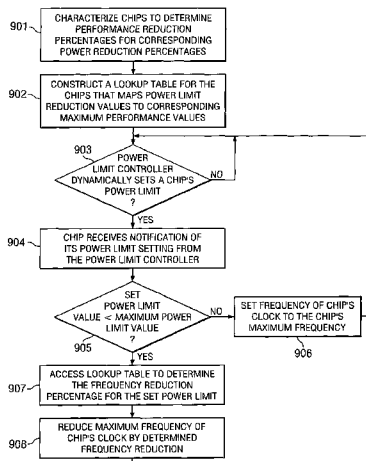 901
CHARACTERIZE CHIPS TO DETERMINE
PERFORMANCE REDUCTION
PERCENTAGES FOR CORRESPONDING
POWER REDUCTION PERCENTAGES
902
CONSTRUCT A LOOKUP TABLE FOR THE
CHIPS THAT MAPS POWER LIMIT
REDUCTION VALUES TO CORRESPONDING
MAXIMUM PERFORMANCE VALUES
903
POWER
LIMIT CONTROLLER
DYNAMICALLY SETS A CHIP'S
POWER LIMIT
?
NO
YES
904
CHIP RECEIVES NOTIFICATION OF
ITS POWER LIMIT SETTING FROM
THE POWER LIMIT CONTROLLER
SET
POWER LIMIT
VALUE < MAXIMUM POWER
LIMIT VALUE
?
905
NO
YES
SET FREQUENCY OF CHIP'S
CLOCK TO THE CHIP'S
MAXIMUM FREQUENCY
906
907
ACCESS LOOKUP TABLE TO DETERMINE
THE FREQUENCY REDUCTION
PERCENTAGE FOR THE SET POWER LIMIT
908
REDUCE MAXIMUM FREQUENCY OF
CHIP'S CLOCK BY DETERMINED
FREQUENCY REDUCTION